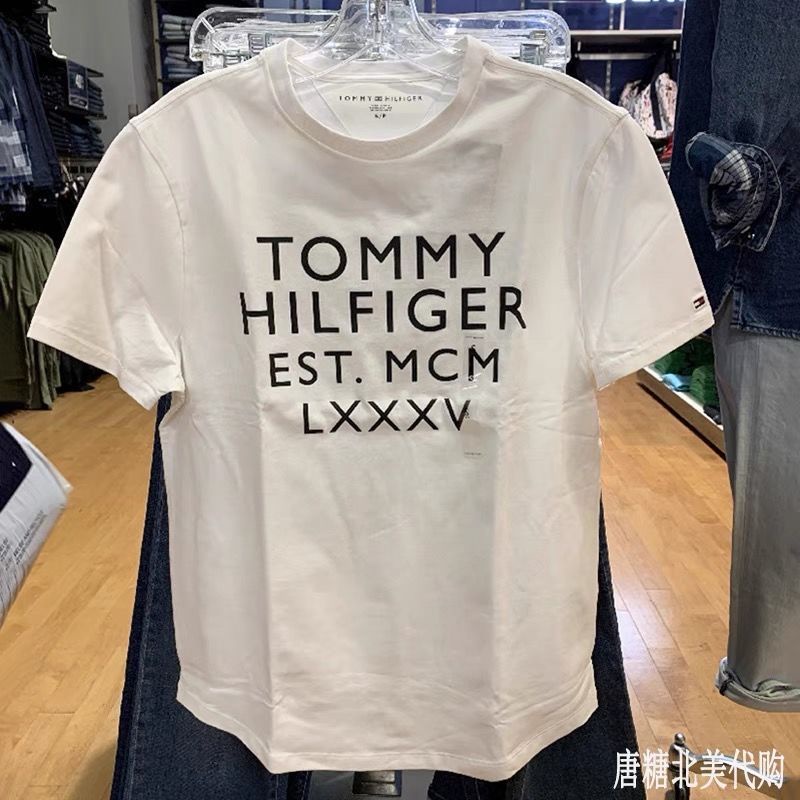 TOMMY HILFIGER
S/P
TOMMY
HILFIGER
EST. MCM
LXXXV
唐糖北美代购